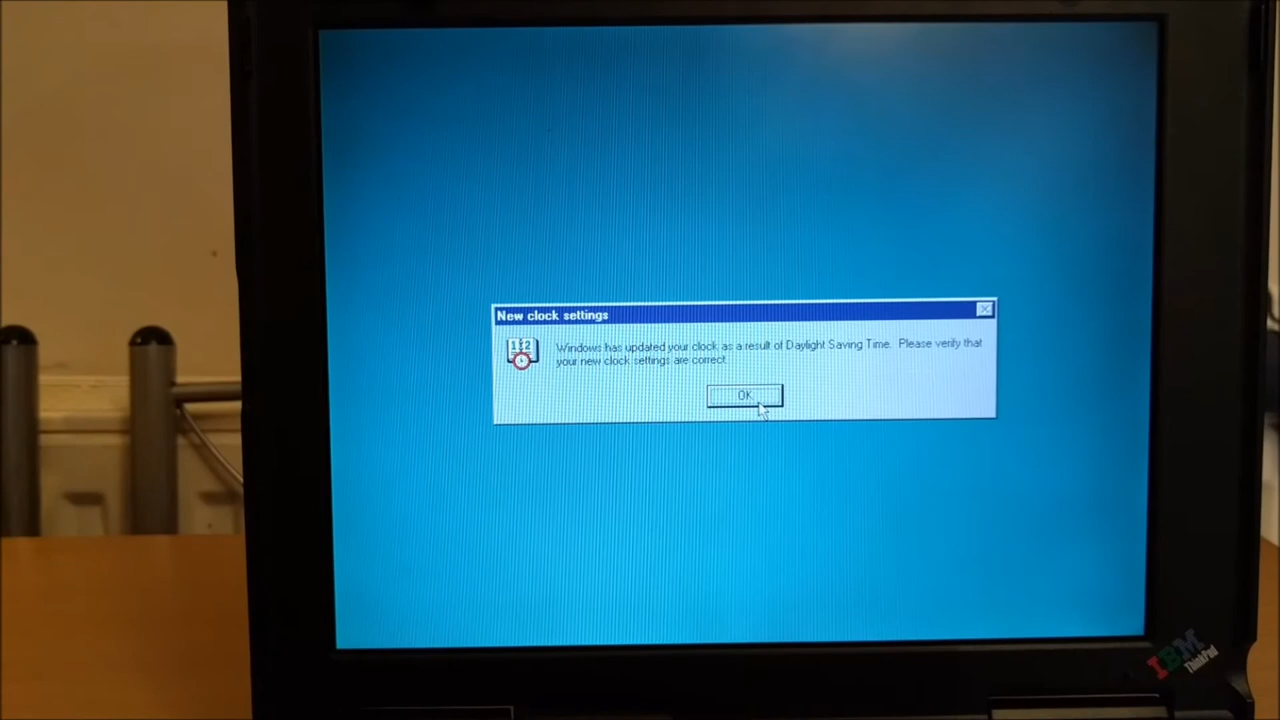 New clock settings
Windows has updated your clock as a result of Daylight Saving Time. Please verify that
your new clock settings are correct.
OK
IBM
ThinkPad